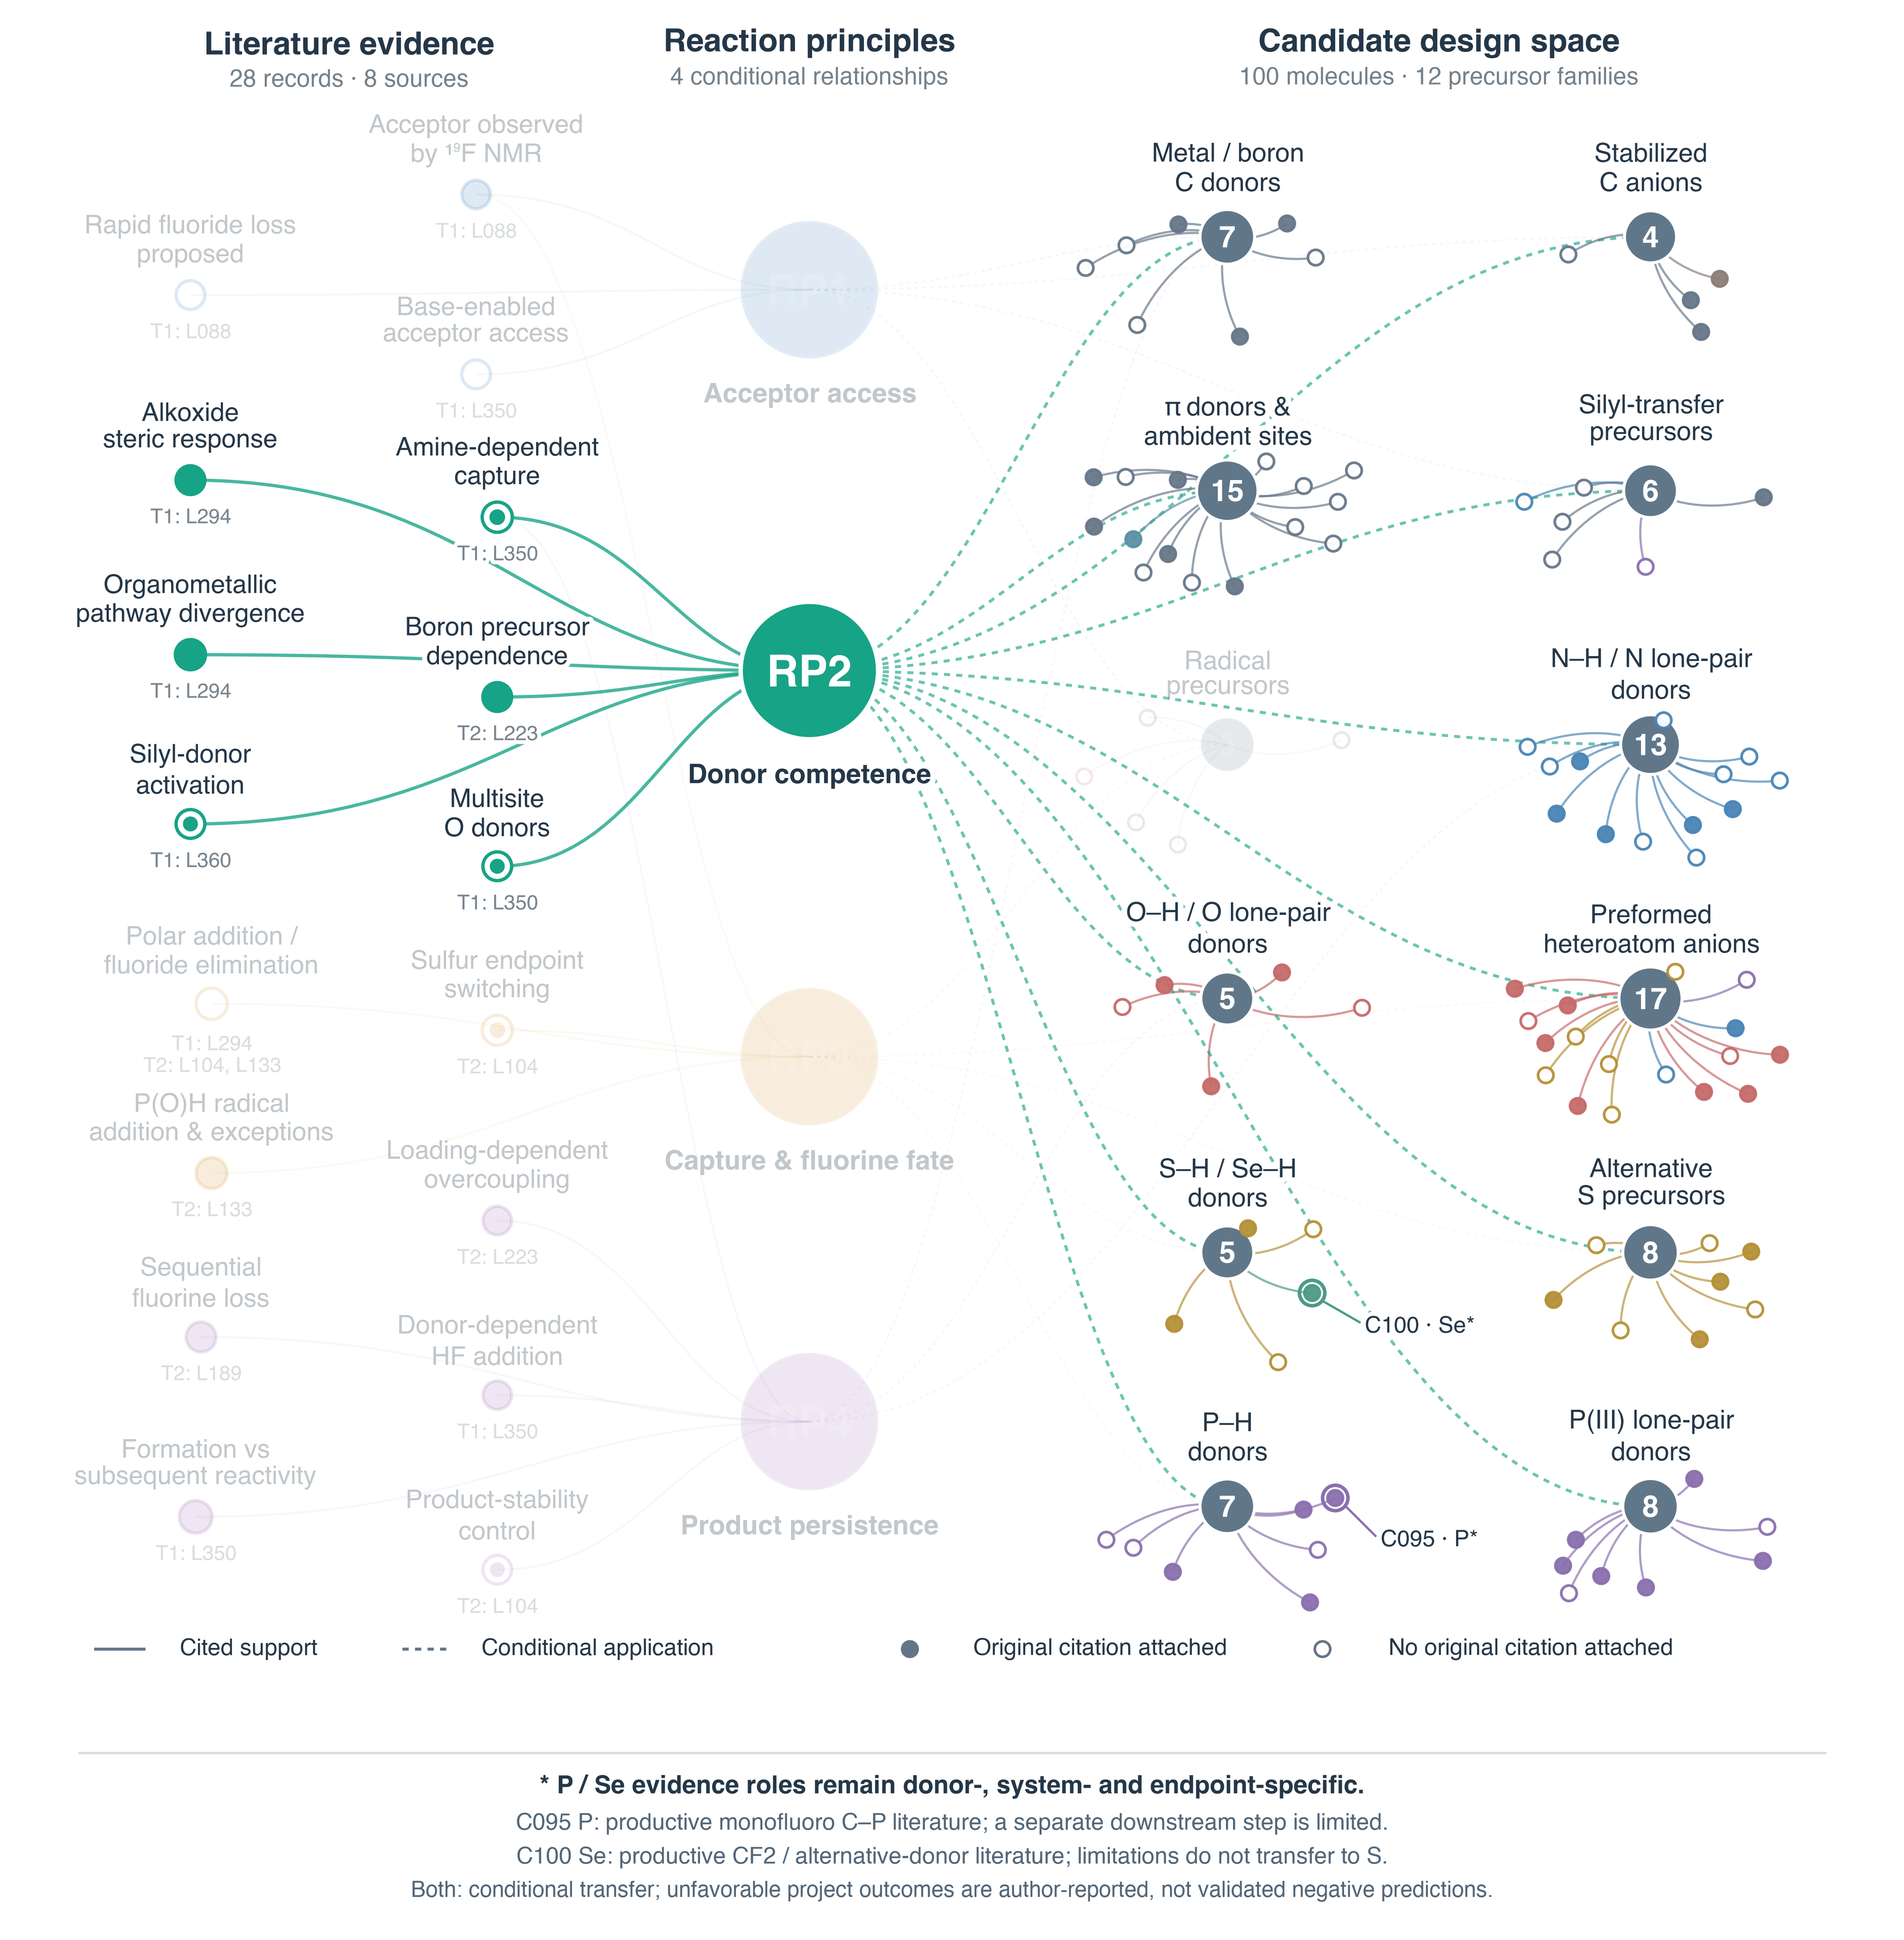 Literature evidence
28 records · 8 sources
Reaction principles
4 conditional relationships
Candidate design space
100 molecules · 12 precursor families
Acceptor observed
by ¹⁹F NMR
T1: L088
Rapid fluoride loss
proposed
T1: L088
Base-enabled
acceptor access
T1: L350
Alkoxide
steric response
T1: L294
Amine-dependent
capture
T1: L350
Organometallic
pathway divergence
T1: L294
Boron precursor
dependence
T2: L223
Silyl-donor
activation
T1: L360
Multisite
O donors
T1: L350
Polar addition /
fluoride elimination
T1: L294
T2: L104, L133
Sulfur endpoint
switching
T2: L104
P(O)H radical
addition & exceptions
T2: L133
Loading-dependent
overcoupling
T2: L223
Sequential
fluorine loss
T2: L189
Donor-dependent
HF addition
T1: L350
Formation vs
subsequent reactivity
T1: L350
Product-stability
control
T2: L104
Acceptor access
RP2
Donor competence
Capture & fluorine fate
Product persistence
Metal / boron
C donors
7
Stabilized
C anions
4
π donors &
ambident sites
15
Silyl-transfer
precursors
6
Radical
precursors
N–H / N lone-pair
donors
13
O–H / O lone-pair
donors
5
Preformed
heteroatom anions
17
S–H / Se–H
donors
5
C100 · Se*
Alternative
S precursors
8
P–H
donors
7
C095 · P*
P(III) lone-pair
donors
8
Cited support
Conditional application
Original citation attached
No original citation attached
* P / Se evidence roles remain donor-, system- and endpoint-specific.
C095 P: productive monofluoro C–P literature; a separate downstream step is limited.
C100 Se: productive CF2 / alternative-donor literature; limitations do not transfer to S.
Both: conditional transfer; unfavorable project outcomes are author-reported, not validated negative predictions.